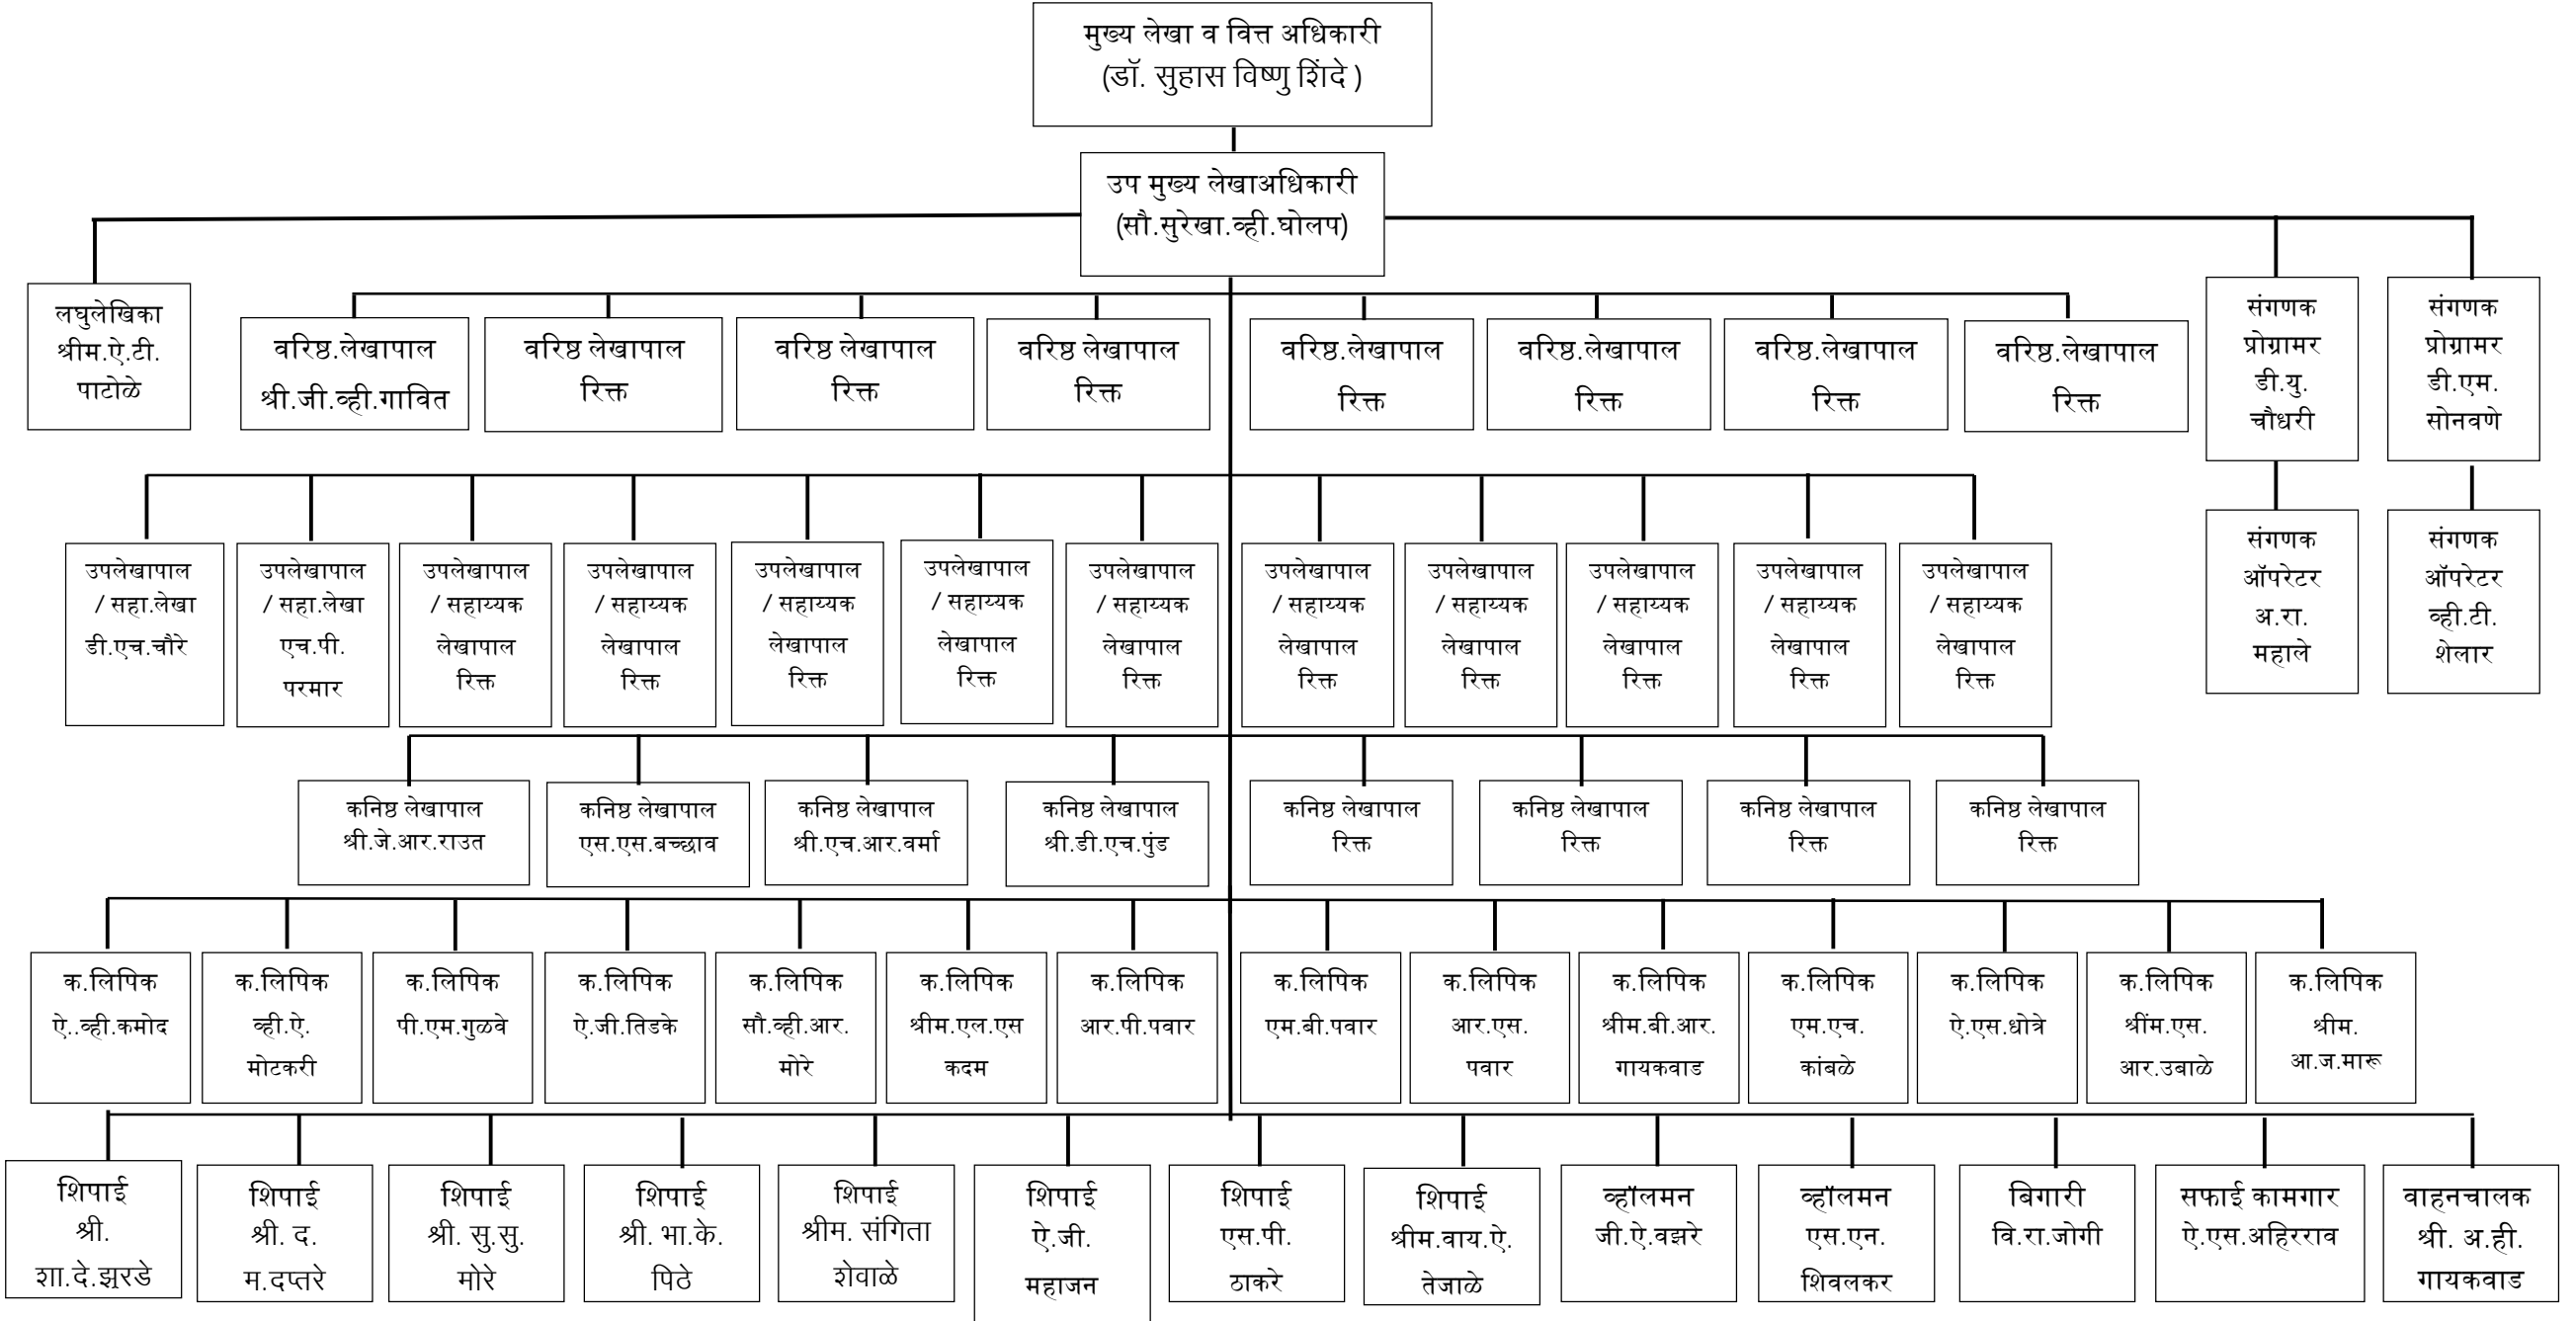 मुख्य लेखा व वित्त अधिकारी
(डॉ. सुहास विष्णु शिंदे )
उप मुख्य लेखाअधिकारी
(सौ.सुरेखा.व्ही.घोलप)
लघुलेखिका
श्रीम.ऐ.टी.
पाटोळे
वरिष्ठ.लेखापाल
श्री.जी.व्ही.गावित
वरिष्ठ लेखापाल
रिक्त
वरिष्ठ लेखापाल
रिक्त
वरिष्ठ लेखापाल
रिक्त
वरिष्ठ.लेखापाल
रिक्त
वरिष्ठ.लेखापाल
रिक्त
वरिष्ठ.लेखापाल
रिक्त
वरिष्ठ.लेखापाल
रिक्त
संगणक
प्रोग्रामर
डी.यु.
चौधरी
संगणक
प्रोग्रामर
डी.एम.
सोनवणे
उपलेखापाल
/ सहा.लेखा
डी.एच.चौरे
उपलेखापाल
/ सहा.लेखा
एच.पी.
परमार
उपलेखापाल
/ सहाय्यक
लेखापाल
रिक्त
उपलेखापाल
/ सहाय्यक
लेखापाल
रिक्त
उपलेखापाल
/ सहाय्यक
लेखापाल
रिक्त
उपलेखापाल
/ सहाय्यक
लेखापाल
रिक्त
उपलेखापाल
/ सहाय्यक
लेखापाल
रिक्त
उपलेखापाल
/ सहाय्यक
लेखापाल
रिक्त
उपलेखापाल
/ सहाय्यक
लेखापाल
रिक्त
उपलेखापाल
/ सहाय्यक
लेखापाल
रिक्त
उपलेखापाल
/ सहाय्यक
लेखापाल
रिक्त
उपलेखापाल
/ सहाय्यक
लेखापाल
रिक्त
संगणक
ऑपरेटर
अ.रा.
महाले
संगणक
ऑपरेटर
व्ही.टी.
शेलार
कनिष्ठ लेखापाल
श्री.जे.आर.राउत
कनिष्ठ लेखापाल
एस.एस.बच्छाव
कनिष्ठ लेखापाल
श्री.एच.आर.वर्मा
कनिष्ठ लेखापाल
श्री.डी.एच.पुंड
कनिष्ठ लेखापाल
रिक्त
कनिष्ठ लेखापाल
रिक्त
कनिष्ठ लेखापाल
रिक्त
कनिष्ठ लेखापाल
रिक्त
क.लिपिक
ऐ..व्ही.कमोद
क.लिपिक
व्ही.ऐ.
मोटकरी
क.लिपिक
पी.एम.गुळवे
क.लिपिक
ऐ.जी.तिडके
क.लिपिक
सौ.व्ही.आर.
मोरे
क.लिपिक
श्रीम.एल.एस
कदम
क.लिपिक
आर.पी.पवार
क.लिपिक
एम.बी.पवार
क.लिपिक
आर.एस.
पवार
क.लिपिक
श्रीम.बी.आर.
गायकवाड
क.लिपिक
एम.एच.
कांबळे
क.लिपिक
ऐ.एस.धोत्रे
क.लिपिक
श्रींम.एस.
आर.उबाळे
क.लिपिक
श्रीम.
आ.ज.मारू
शिपाई
श्री.
शा.दे.झुरडे
शिपाई
श्री. द.
म.दप्तरे
शिपाई
श्री. सु.सु.
मोरे
शिपाई
श्री. भा.के.
पिठे
शिपाई
श्रीम. संगिता
शेवाळे
शिपाई
ऐ.जी.
महाजन
शिपाई
एस.पी.
ठाकरे
शिपाई
श्रीम.वाय.ऐ.
तेजाळे
व्हॉलमन
जी.ऐ.वझरे
व्हॉलमन
एस.एन.
शिवलकर
बिगारी
वि.रा.जोगी
सफाई कामगार
ऐ.एस.अहिरराव
वाहनचालक
श्री. अ.ही.
गायकवाड